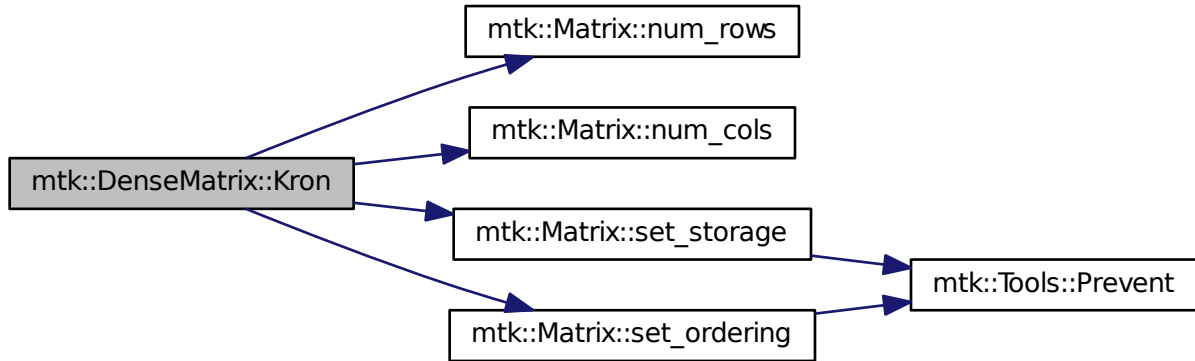 mtk::Matrix::num_rows
mtk::Matrix::num_cols
mtk::DenseMatrix::Kron
mtk::Matrix::set_storage
mtk::Tools::Prevent
mtk::Matrix::set_ordering